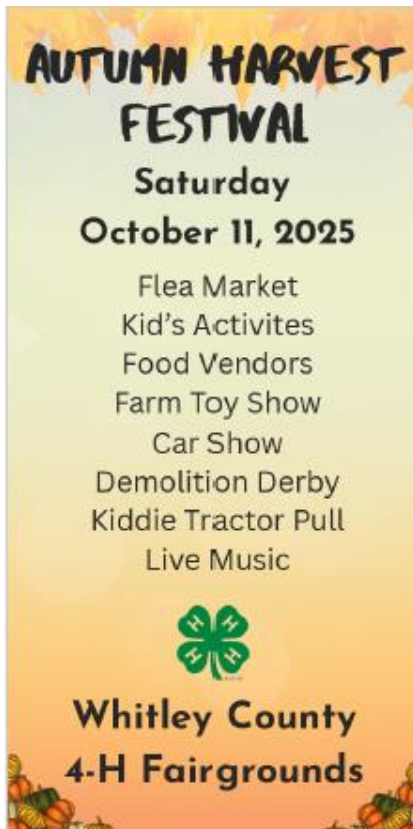 AUTUMN HARVEST
FESTIVAL
Saturday
October 11, 2025
Flea Market
Kid's Activites
Food Vendors
Farm Toy Show
Car Show
Demolition Derby
Kiddie Tractor Pull
Live Music
H H
H H
Whitley County
4-H Fairgrounds